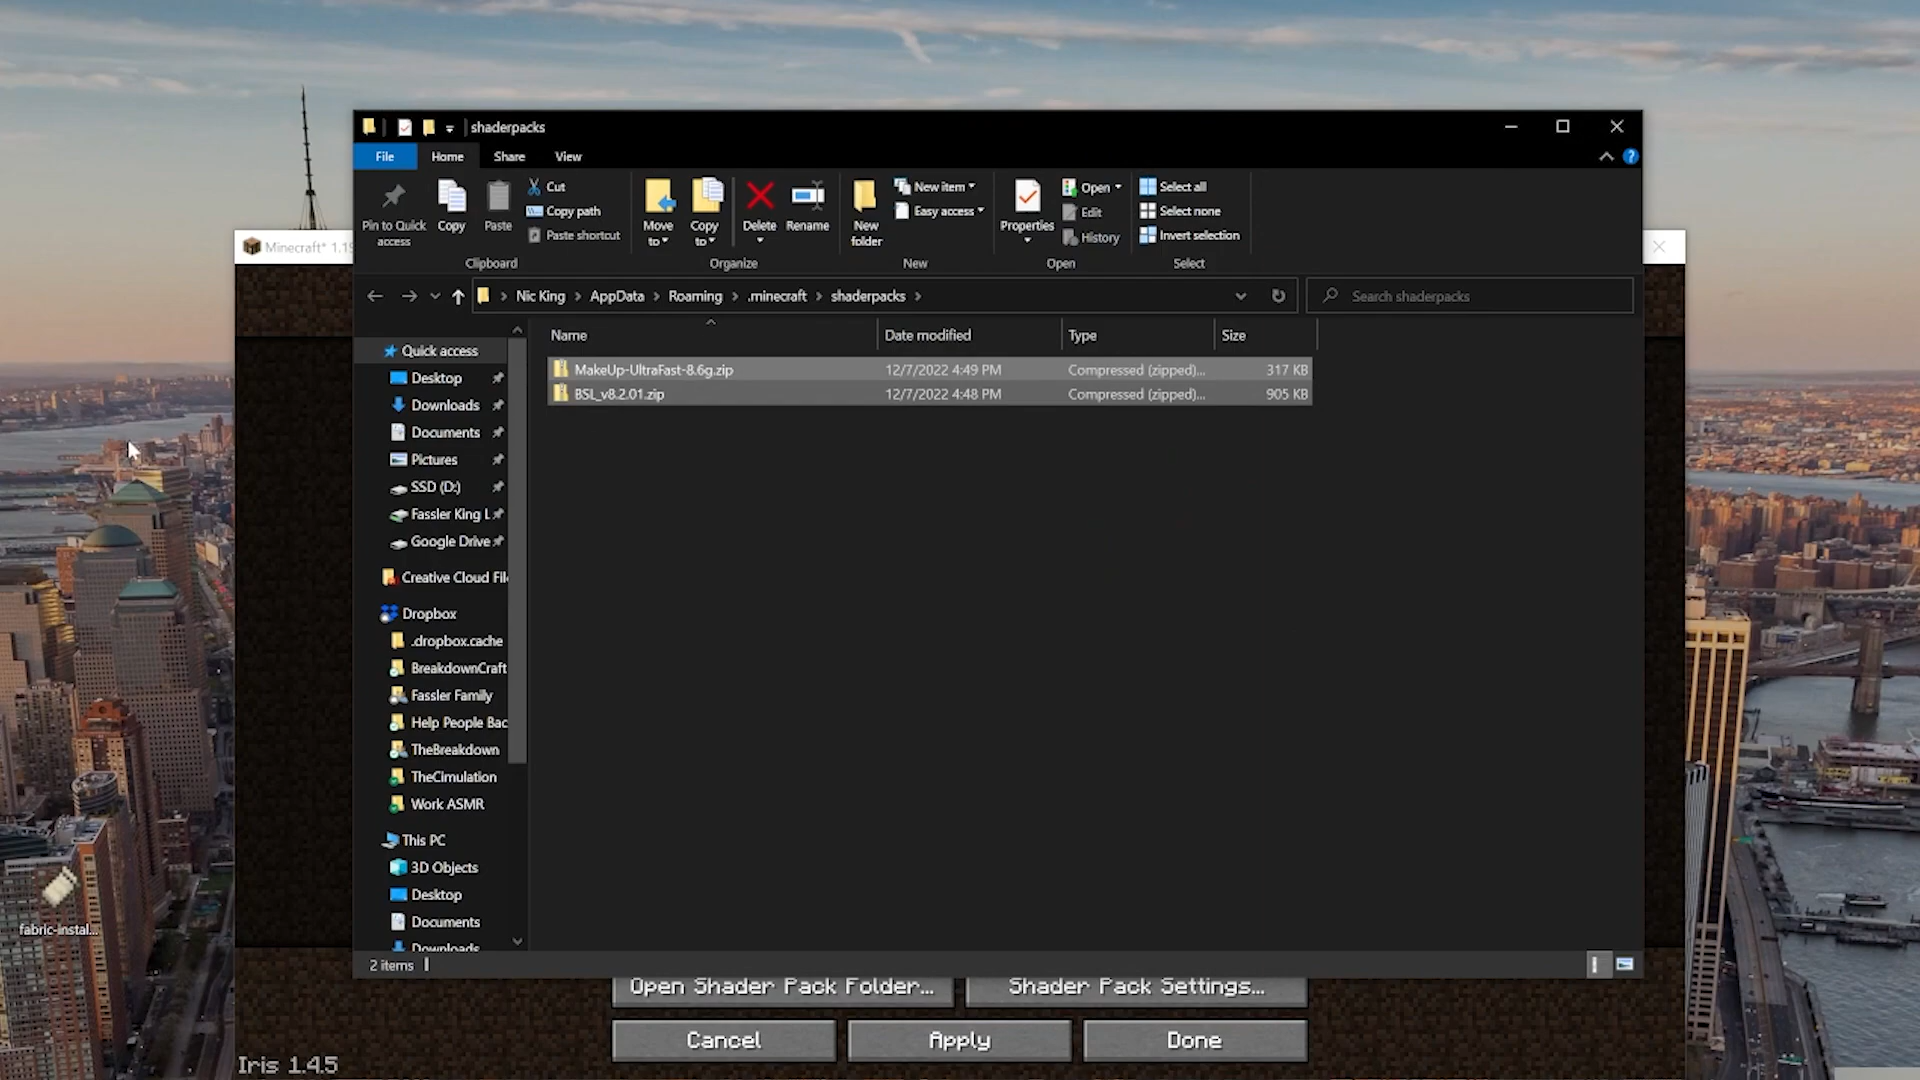 shaderpacks
File Home Share View
Pin to Quick access
Copy
Paste
Cut
Copy path
Paste shortcut
Clipboard
Move to
Copy to
Delete
Rename
Organize
New folder
New item
Easy access
New
Properties
Open
Edit
History
Open
Select all
Select none
Invert selection
Select
Minecraft* 1.19
Nic King > AppData > Roaming > .minecraft > shaderpacks >
Search shaderpacks
Name Date modified Type Size
MakeUp-UltraFast-8.6g.zip 12/7/2022 4:49 PM Compressed (zipped)... 317 KB
BSL_v8.2.01.zip 12/7/2022 4:48 PM Compressed (zipped)... 905 KB
Quick access
Desktop
Downloads
Documents
Pictures
SSD (D:)
Fassler King L
Google Drive
Creative Cloud Fil
Dropbox
.dropbox.cache
BreakdownCraft
Fassler Family
Help People Bac
TheBreakdown
TheCimulation
Work ASMR
This PC
3D Objects
Desktop
Documents
Downloads
2 items
fabric-instal...
Open Shader Pack Folder... Shader Pack Settings...
Cancel Apply Done
Iris 1.4.5